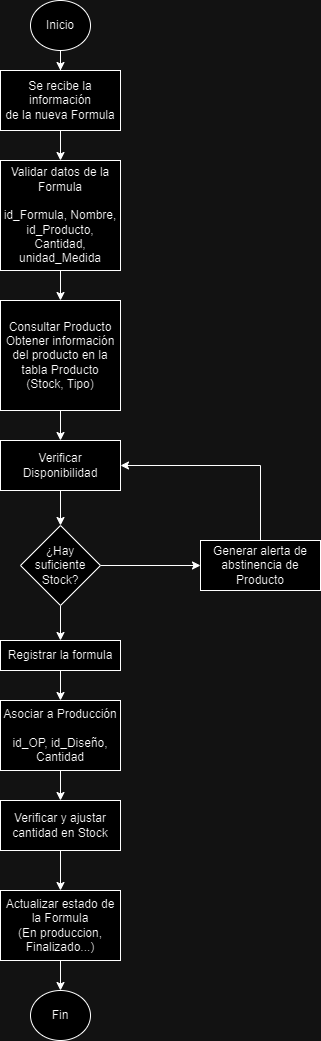 Inicio
Se recibe la
información
de la nueva Formula
Validar datos de la
Formula
id_Formula, Nombre,
id_Producto,
Cantidad,
unidad_Medida
Consultar Producto
Obtener información
del producto en la
tabla Producto
(Stock, Tipo)
Verificar
Disponibilidad
¿Hay
suficiente
Stock?
Generar alerta de
abstinencia de
Producto
Registrar la formula
Asociar a Producción
id_OP, id_Diseño,
Cantidad
Verificar y ajustar
cantidad en Stock
Actualizar estado de
la Formula
(En produccion,
Finalizado...)
Fin